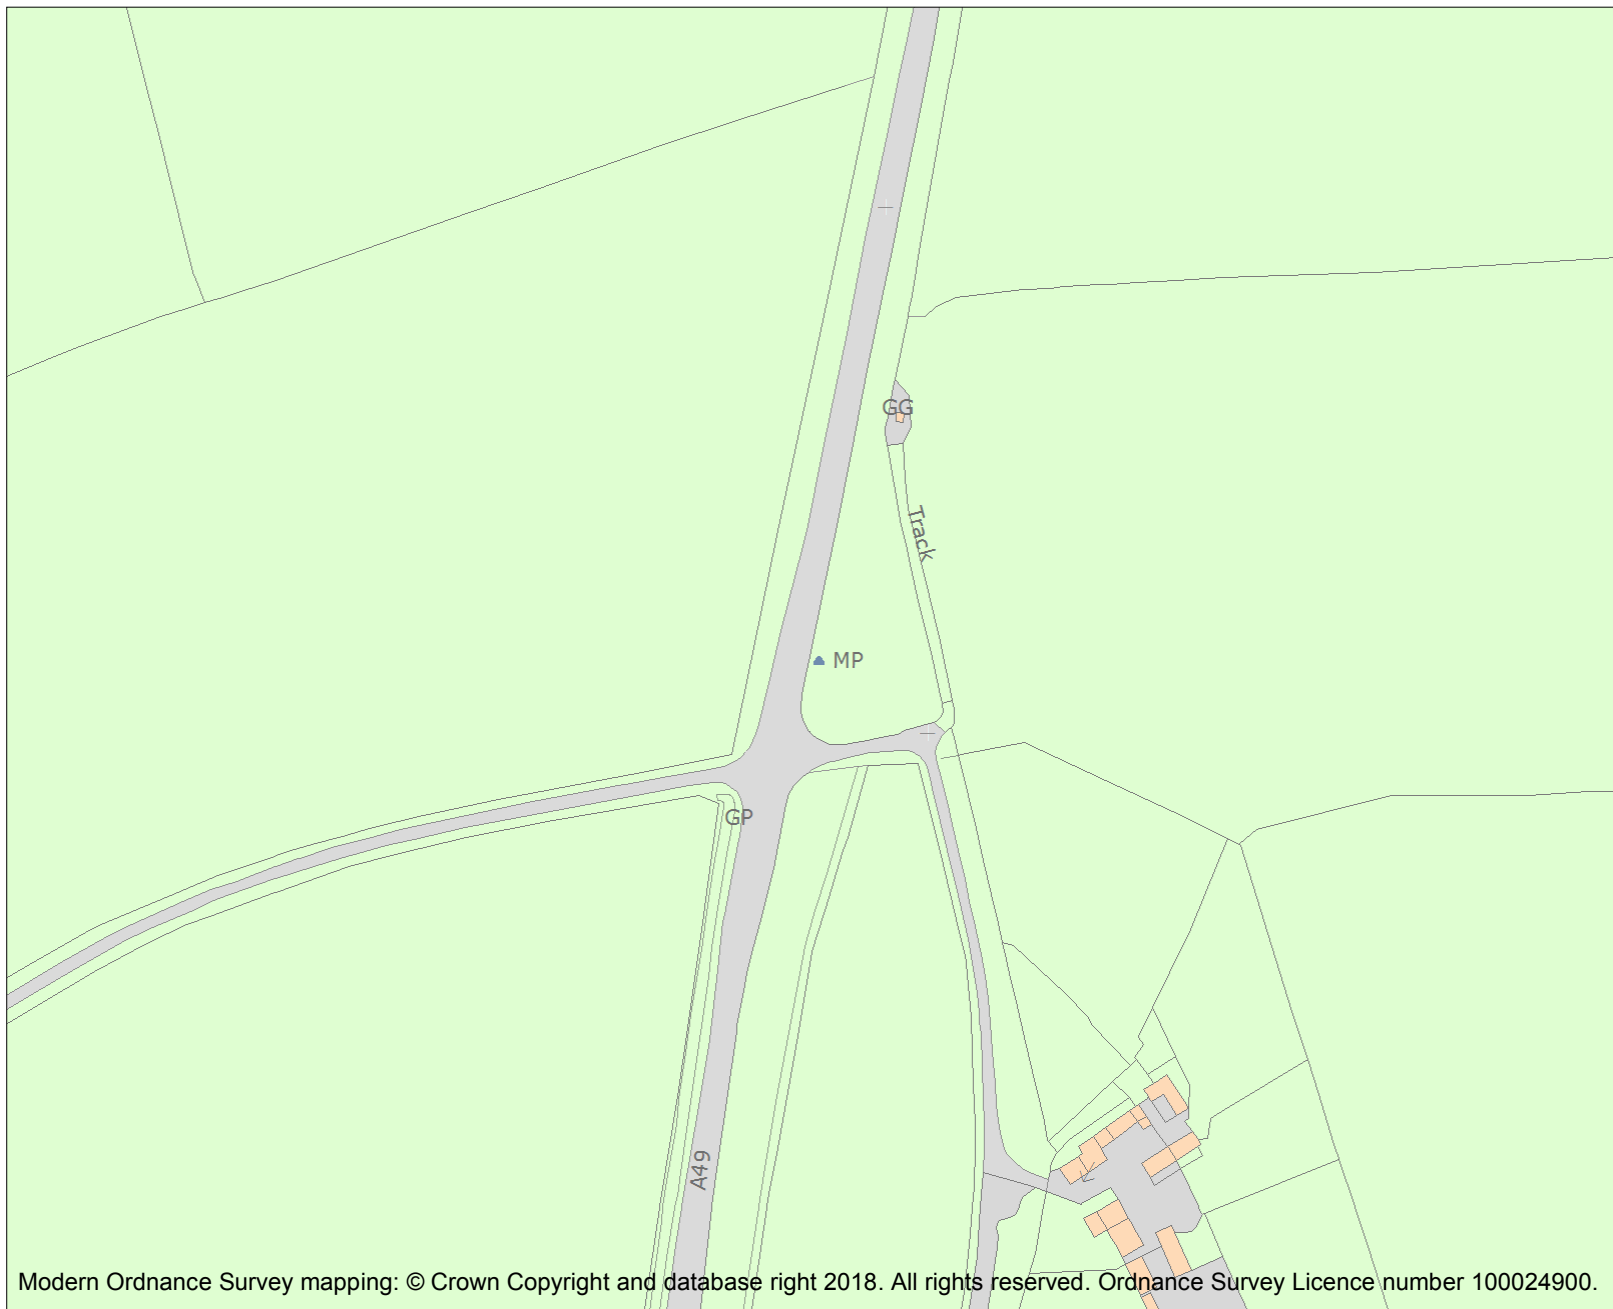 GG
Track
MP
GP
A49
Modern Ordnance Survey mapping: © Crown Copyright and database right 2018. All rights reserved. Ordnance Survey Licence number 100024900.